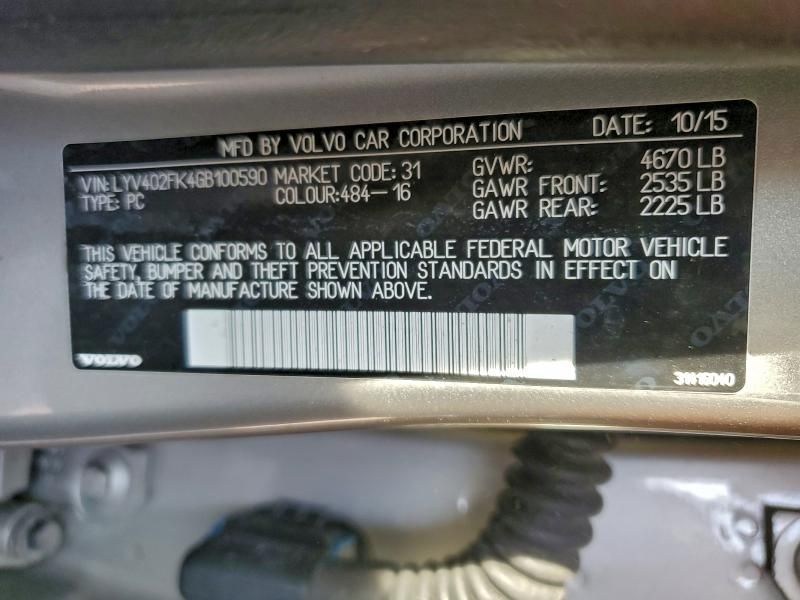 MFD BY VOLVO CAR CORPORATION DATE: 10/15
VIN: LYV402FK4GB100590 MARKET CODE: 31 GVWR: 4670 LB
TYPE: PC COLOUR:484-16 GAWR FRONT: 2535 LB
GAWR REAR: 2225 LB
THIS VEHICLE CONFORMS TO ALL APPLICABLE FEDERAL MOTOR VEHICLE
SAFETY, BUMPER AND THEFT PREVENTION STANDARDS IN EFFECT ON
THE DATE OF MANUFACTURE SHOWN ABOVE.
VOLVO